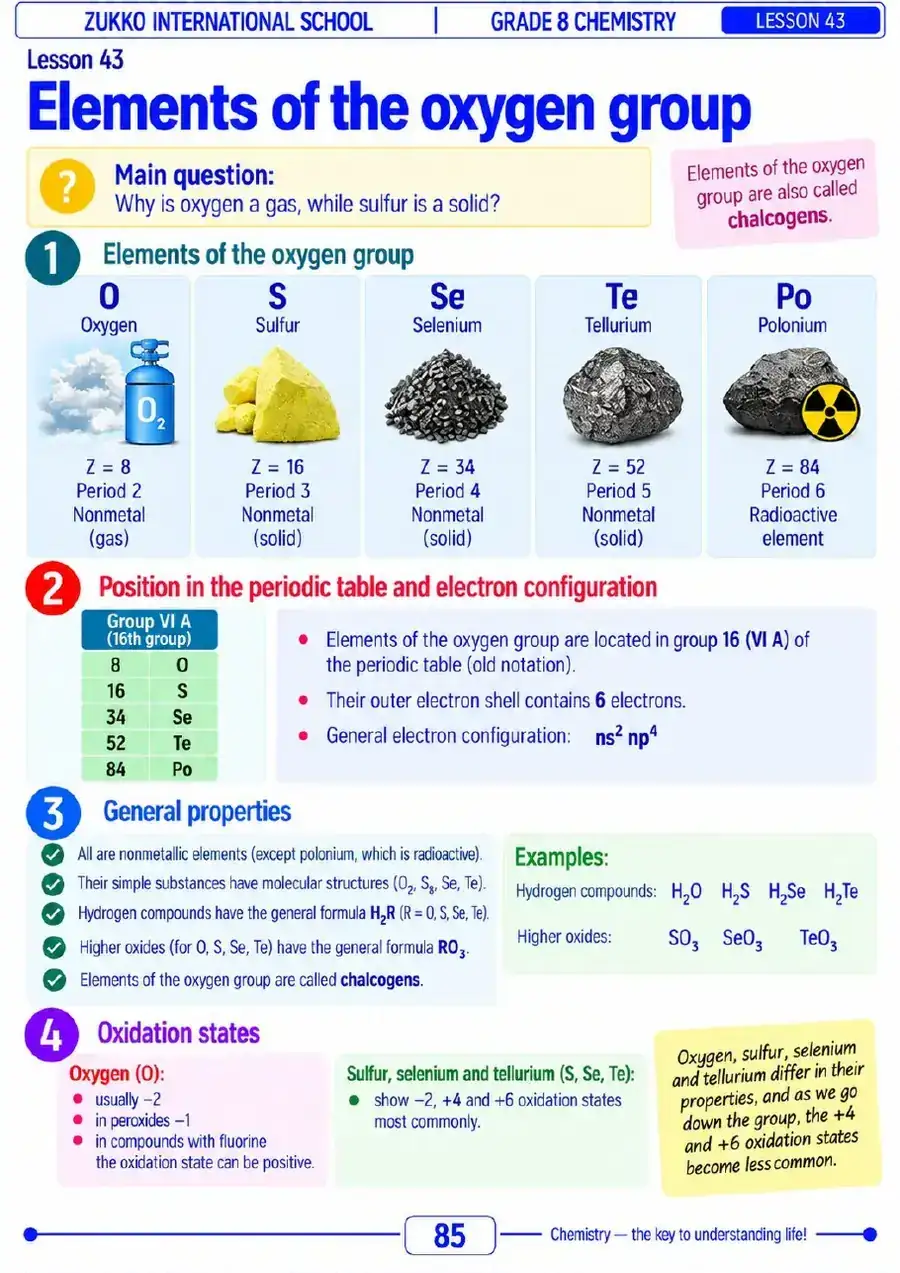 ZUKKO INTERNATIONAL SCHOOL | GRADE 8 CHEMISTRY LESSON 43
Lesson 43
Elements of the oxygen group
? Main question:
Why is oxygen a gas, while sulfur is a solid?
Elements of the oxygen
group are also called
chalcogens.
1 Elements of the oxygen group
O
Oxygen
O₂
Z = 8
Period 2
Nonmetal
(gas)
S
Sulfur
Z = 16
Period 3
Nonmetal
(solid)
Se
Selenium
Z = 34
Period 4
Nonmetal
(solid)
Te
Tellurium
Z = 52
Period 5
Nonmetal
(solid)
Po
Polonium
Z = 84
Period 6
Radioactive
element
2 Position in the periodic table and electron configuration
Group VI A
(16th group)
8 O
16 S
34 Se
52 Te
84 Po
• Elements of the oxygen group are located in group 16 (VI A) of
the periodic table (old notation).
• Their outer electron shell contains 6 electrons.
• General electron configuration: ns² np⁴
3 General properties
All are nonmetallic elements (except polonium, which is radioactive).
Their simple substances have molecular structures (O₂, S₈, Se, Te).
Hydrogen compounds have the general formula H₂R (R = O, S, Se, Te).
Higher oxides (for O, S, Se, Te) have the general formula RO₃.
Elements of the oxygen group are called chalcogens.
Examples:
Hydrogen compounds: H₂O H₂S H₂Se H₂Te
Higher oxides: SO₃ SeO₃ TeO₃
4 Oxidation states
Oxygen (O):
• usually −2
• in peroxides −1
• in compounds with fluorine
the oxidation state can be positive.
Sulfur, selenium and tellurium (S, Se, Te):
• show −2, +4 and +6 oxidation states
most commonly.
Oxygen, sulfur, selenium
and tellurium differ in their
properties, and as we go
down the group, the +4
and +6 oxidation states
become less common.
85
Chemistry — the key to understanding life!